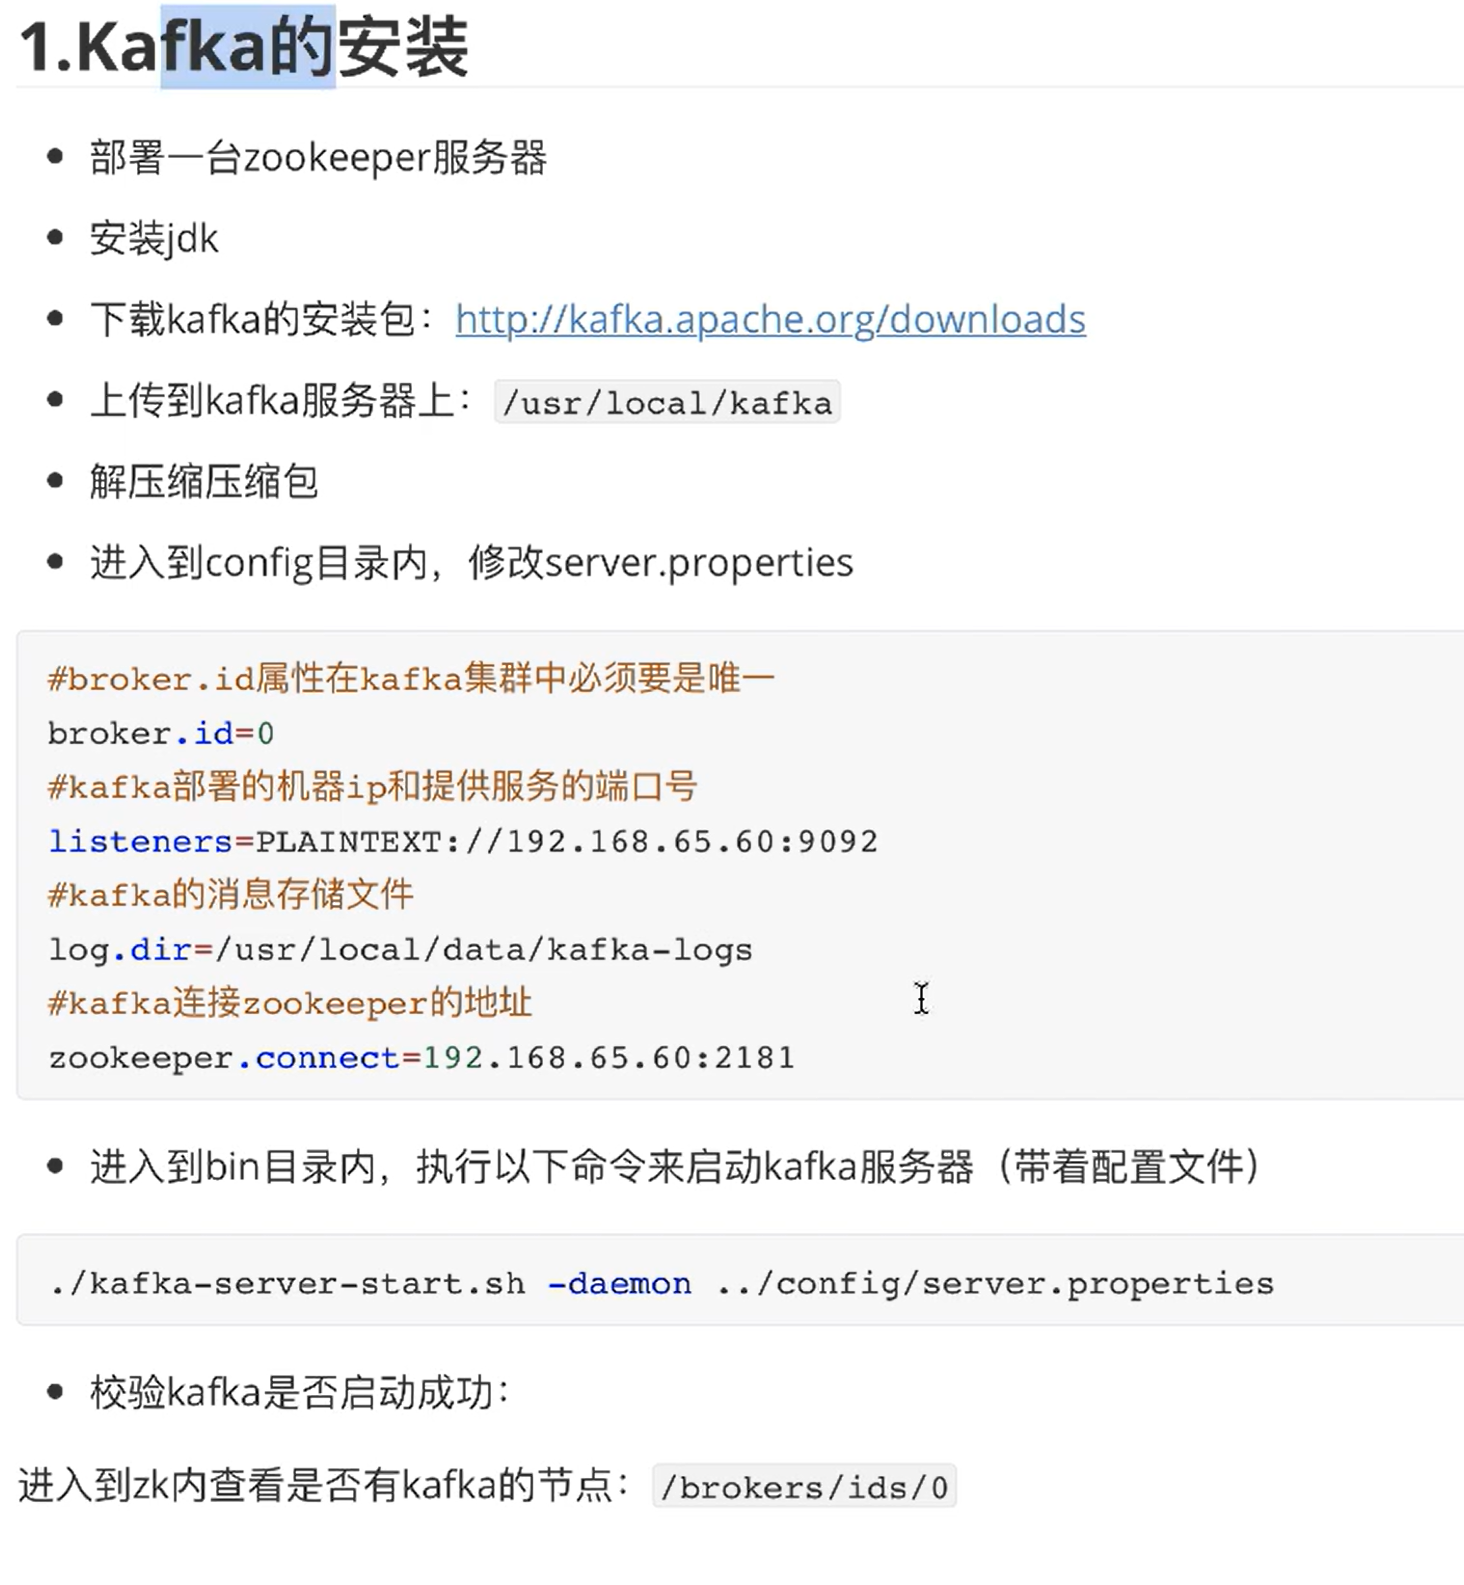 1.Kafka的安装
部署一台zookeeper服务器
安装jdk
下载kafka的安装包：http://kafka.apache.org/downloads
上传到kafka服务器上：/usr/local/kafka
解压缩压缩包
进入到config目录内，修改server.properties
#broker.id属性在kafka集群中必须要是唯一
broker.id=0
#kafka部署的机器ip和提供服务的端口号
listeners=PLAINTEXT://192.168.65.60:9092
#kafka的消息存储文件
log.dir=/usr/local/data/kafka-logs
#kafka连接zookeeper的地址
zookeeper.connect=192.168.65.60:2181
进入到bin目录内，执行以下命令来启动kafka服务器（带着配置文件）
./kafka-server-start.sh -daemon ../config/server.properties
校验kafka是否启动成功：
进入到zk内查看是否有kafka的节点：/brokers/ids/0